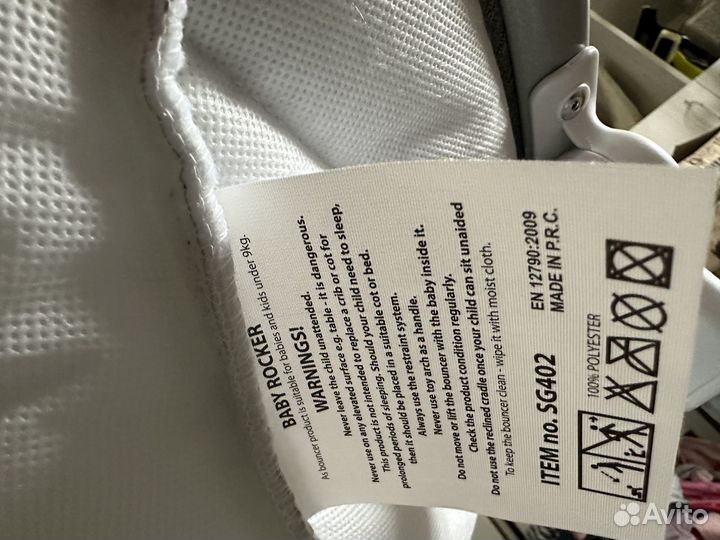 BABY ROCKER
As bouncer product is suitable for babies and kids under 9kg.
WARNINGS!
Never leave the child unattended.
Never use on any elevated surface e.g. table - it is dangerous.
This product is not intended to replace a crib or cot for
prolonged periods of sleeping. Should your child need to sleep,
then it should be placed in a suitable cot or bed.
Always use the restraint system.
Never use toy arch as a handle.
Do not move or lift the bouncer with the baby inside it.
Check the product condition regularly.
Do not use the reclined cradle once your child can sit unaided
To keep the bouncer clean - wipe it with moist cloth.
ITEM no. SG402
EN 12790:2009
MADE IN P.R.C.
100% POLYESTER
Avito